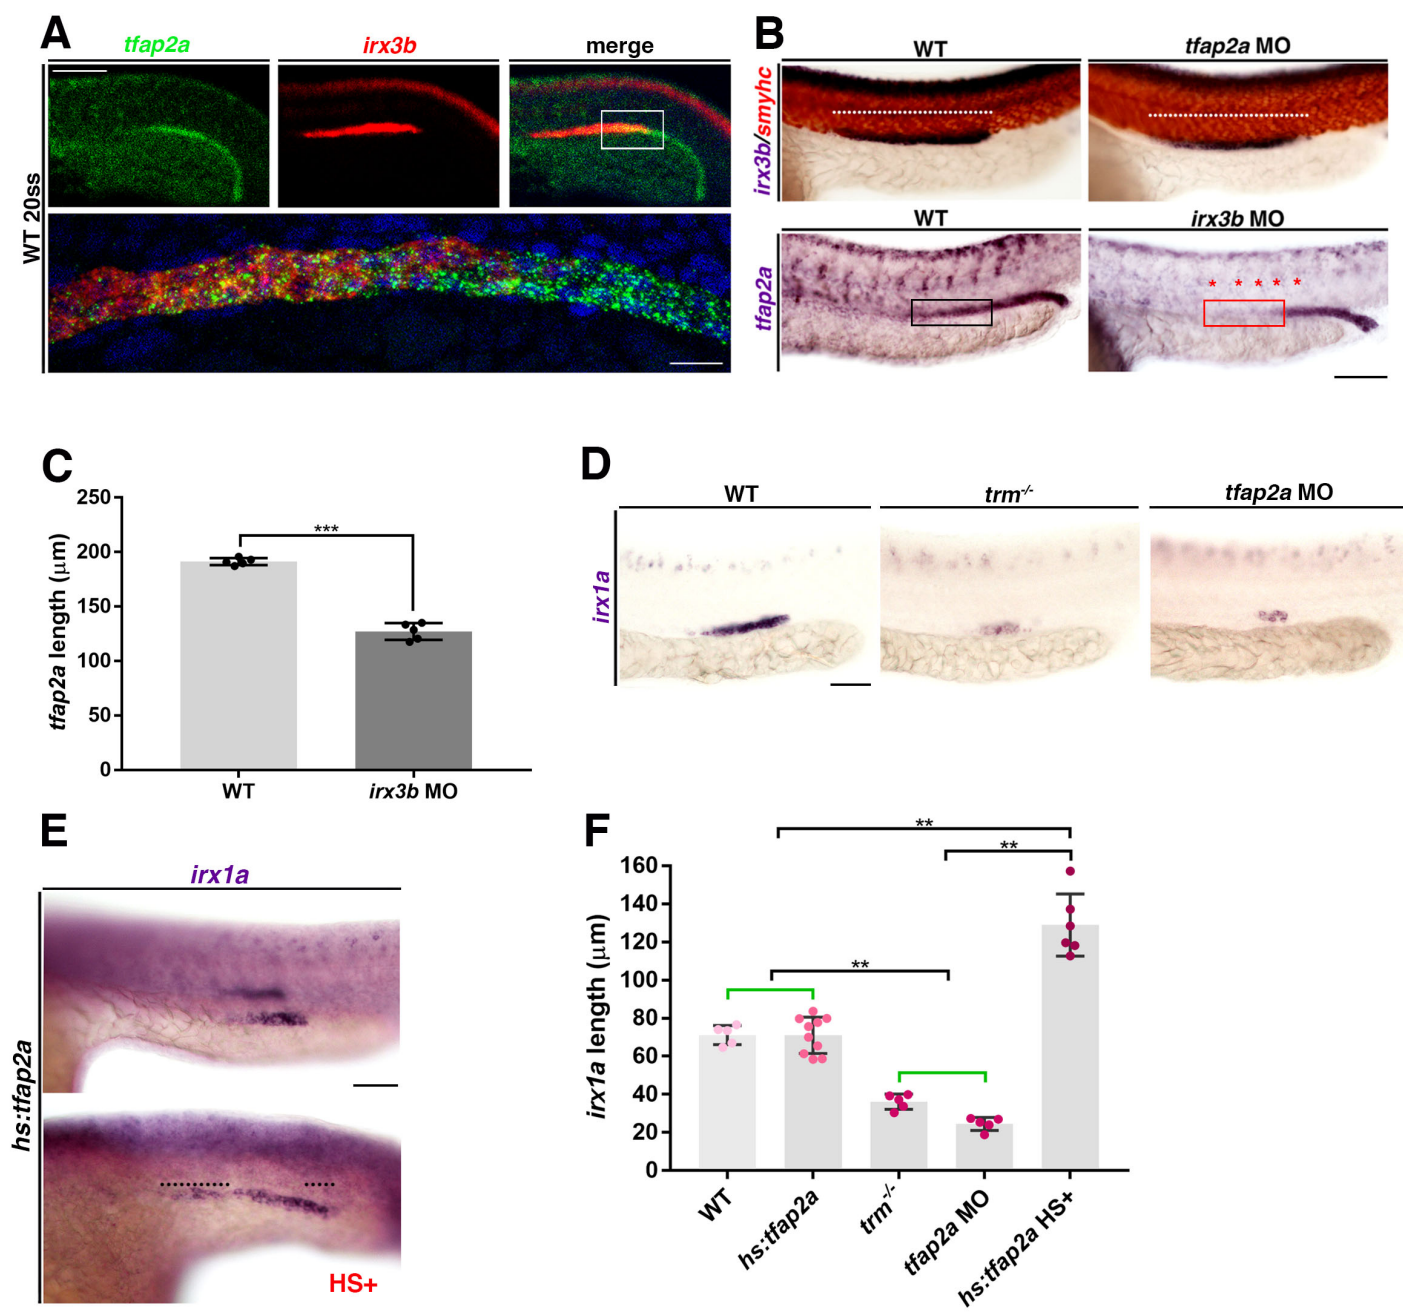 A
tfap2a
irx3b
merge
WT 20ss
B
WT
tfap2a MO
irx3b/smyhc
WT
irx3b MO
tfap2a
* * * * *
C
tfap2a length (μm)
250
200
150
100
50
0
***
WT
irx3b MO
D
WT
trm-/-
tfap2a MO
irx1a
E
irx1a
hs:tfap2a
HS+
F
irx1a length (μm)
160
140
120
100
80
60
40
20
0
**
**
**
WT
hs:tfap2a
trm-/-
tfap2a MO
hs:tfap2a HS+